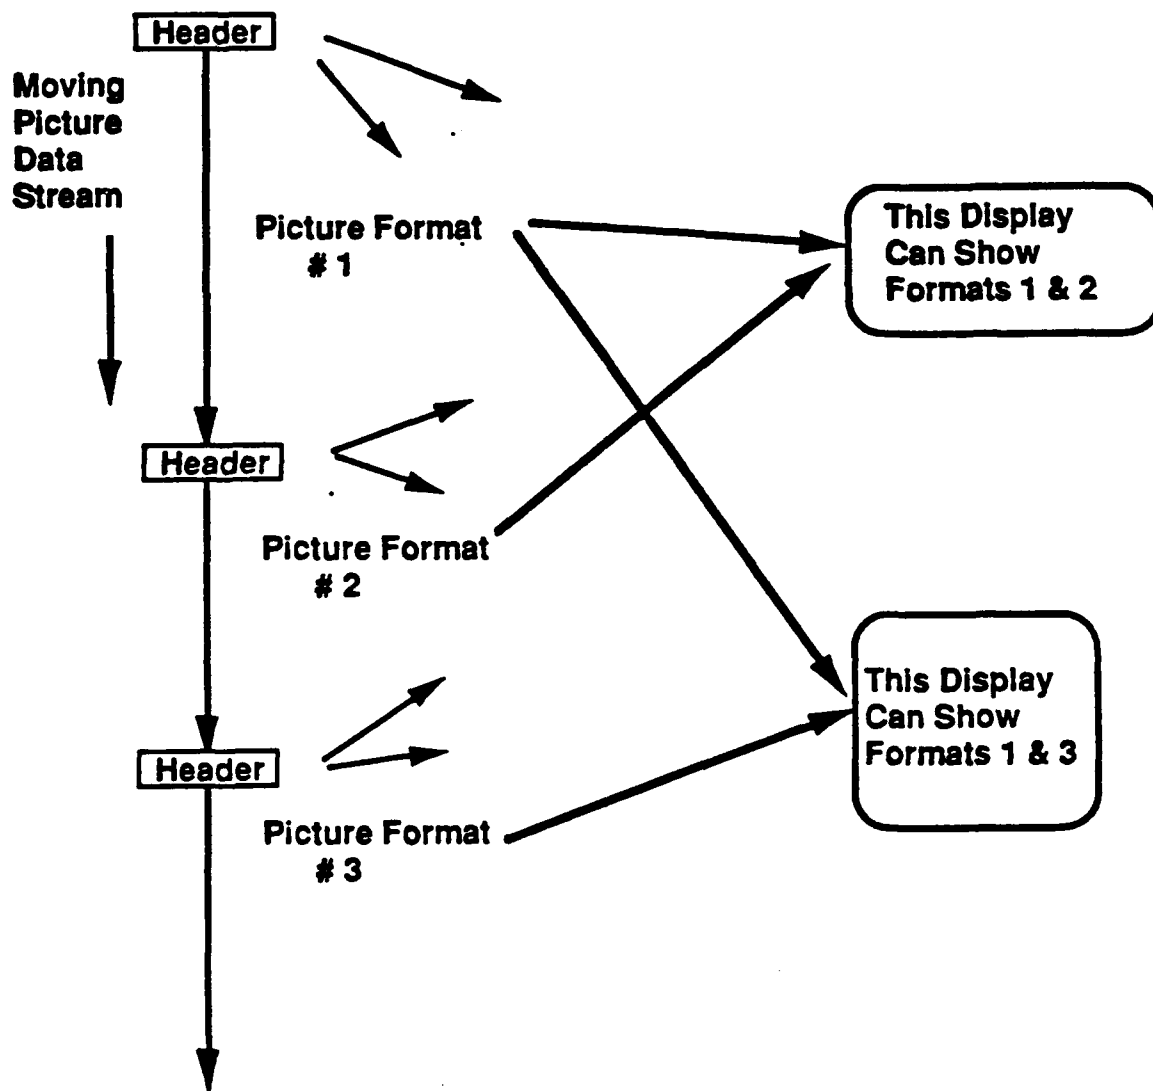 Header
Moving
Picture
Data
Stream
Picture Format
# 1
This Display
Can Show
Formats 1 & 2
Header
Picture Format
# 2
This Display
Can Show
Formats 1 & 3
Header
Picture Format
# 3